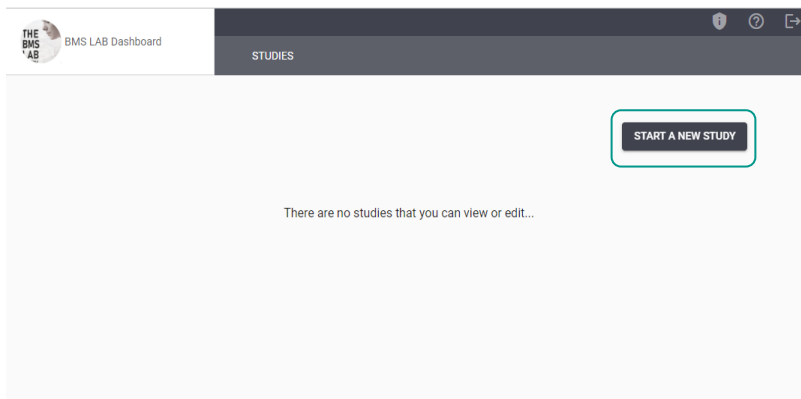 THE
BMS
LAB
BMS LAB Dashboard
STUDIES
START A NEW STUDY
There are no studies that you can view or edit...